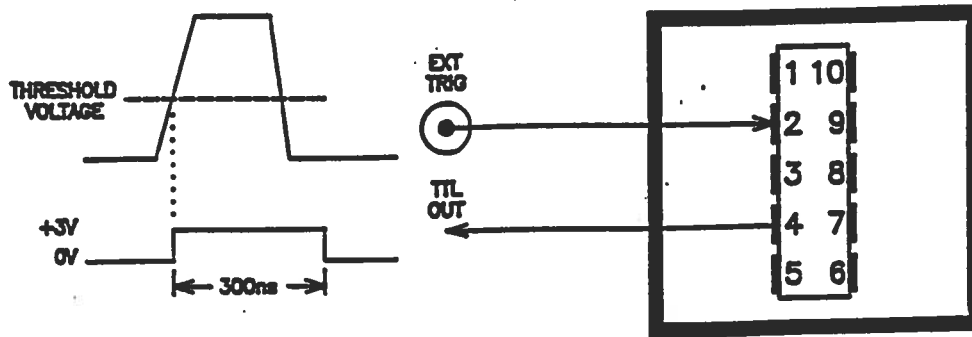 THRESHOLD
VOLTAGE
+3V
0V
300ns
EXT
TRIG
TTL
OUT
1 10
2 9
3 8
4 7
5 6